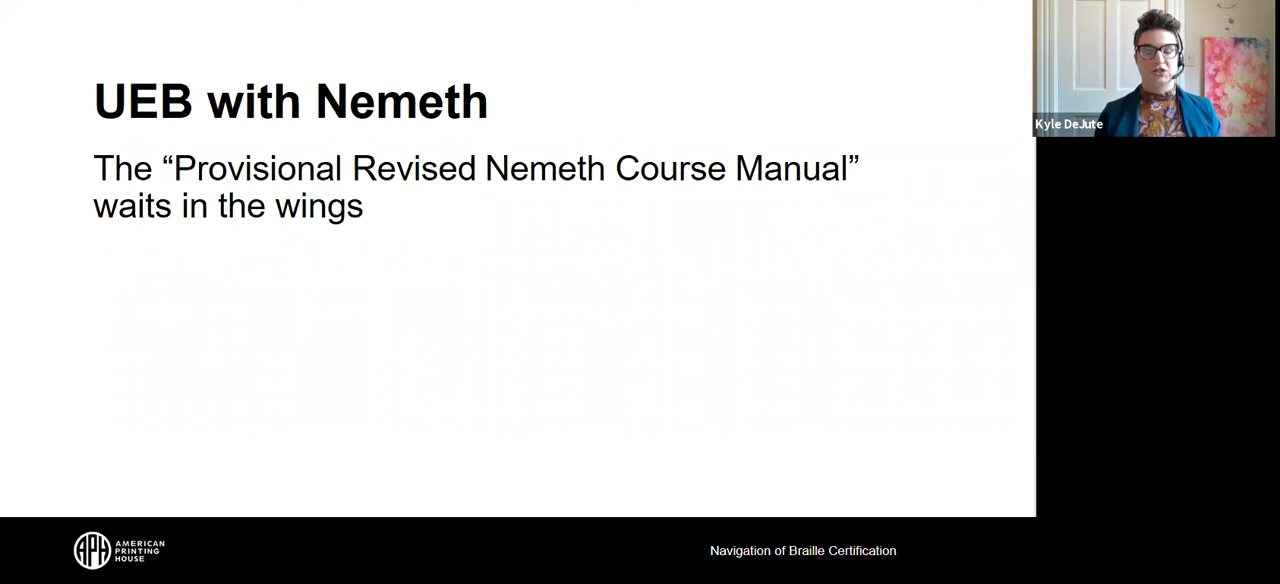 UEB with Nemeth
The “Provisional Revised Nemeth Course Manual”
waits in the wings
Kyle DeJute
APH
AMERICAN
PRINTING
HOUSE
Navigation of Braille Certification